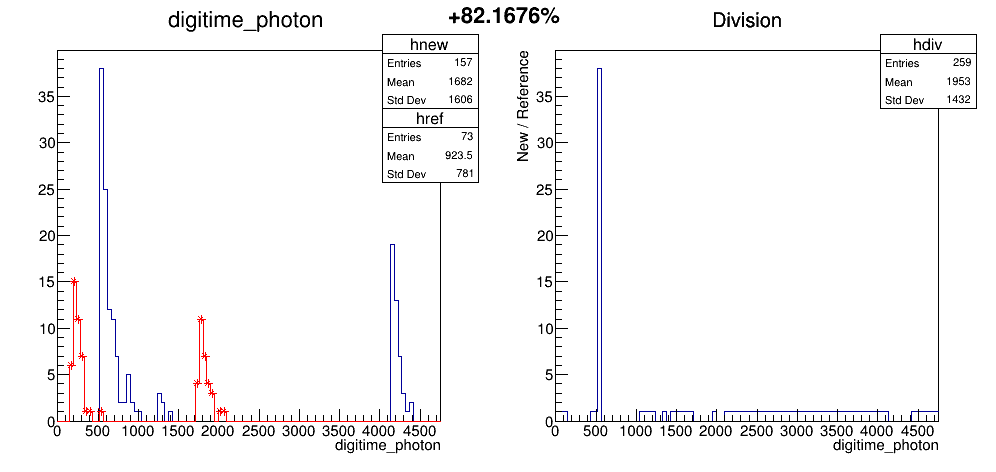 digitime_photon
+82.1676%
Division
hnew
Entries 157
Mean 1682
Std Dev 1606
href
Entries 73
Mean 923.5
Std Dev 781
35
30
25
20
15
10
5
0
0 500 1000 1500 2000 2500 3000 3500 4000 4500
digitime_photon
hdiv
Entries 259
Mean 1953
Std Dev 1432
New / Reference
35
30
25
20
15
10
5
0
0 500 1000 1500 2000 2500 3000 3500 4000 4500
digitime_photon